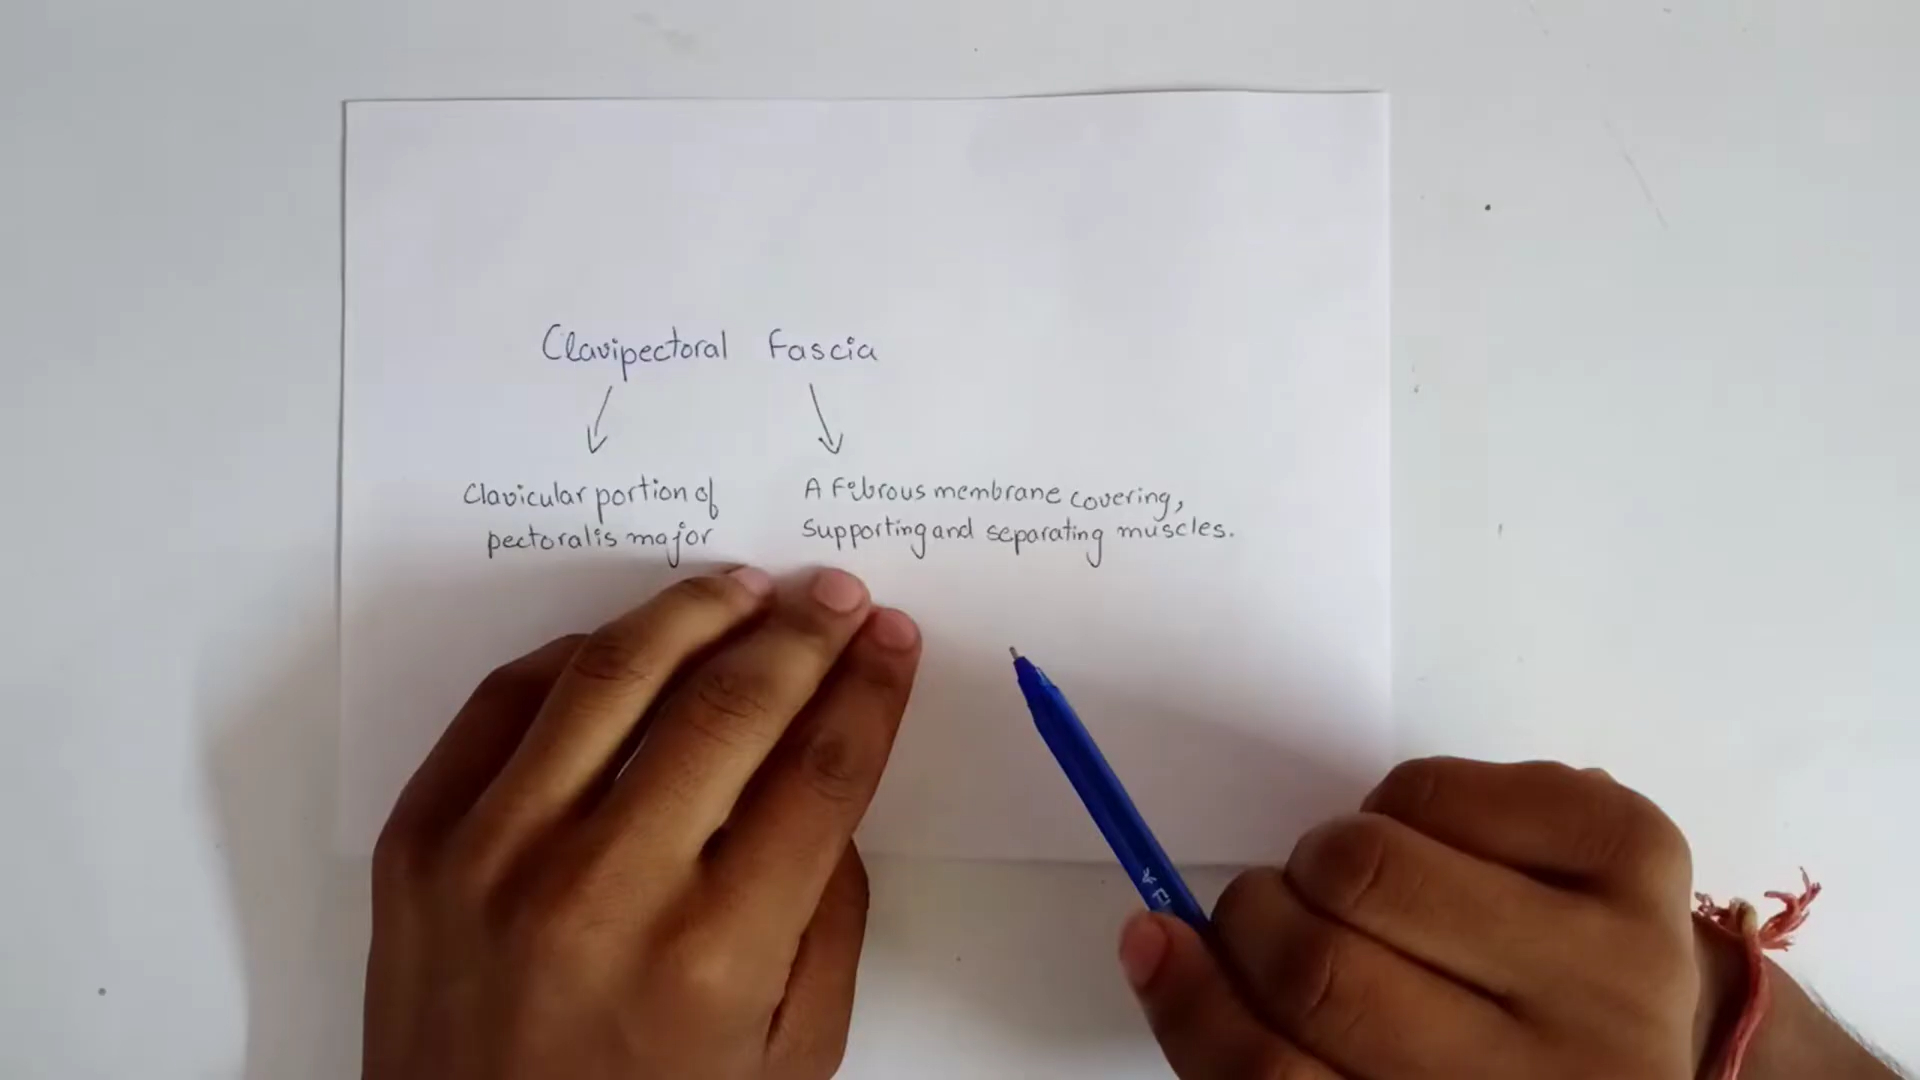 Clavipectoral Fascia
Clavicular portion of
pectoralis major
A Fibrous membrane covering,
Supporting and separating muscles.